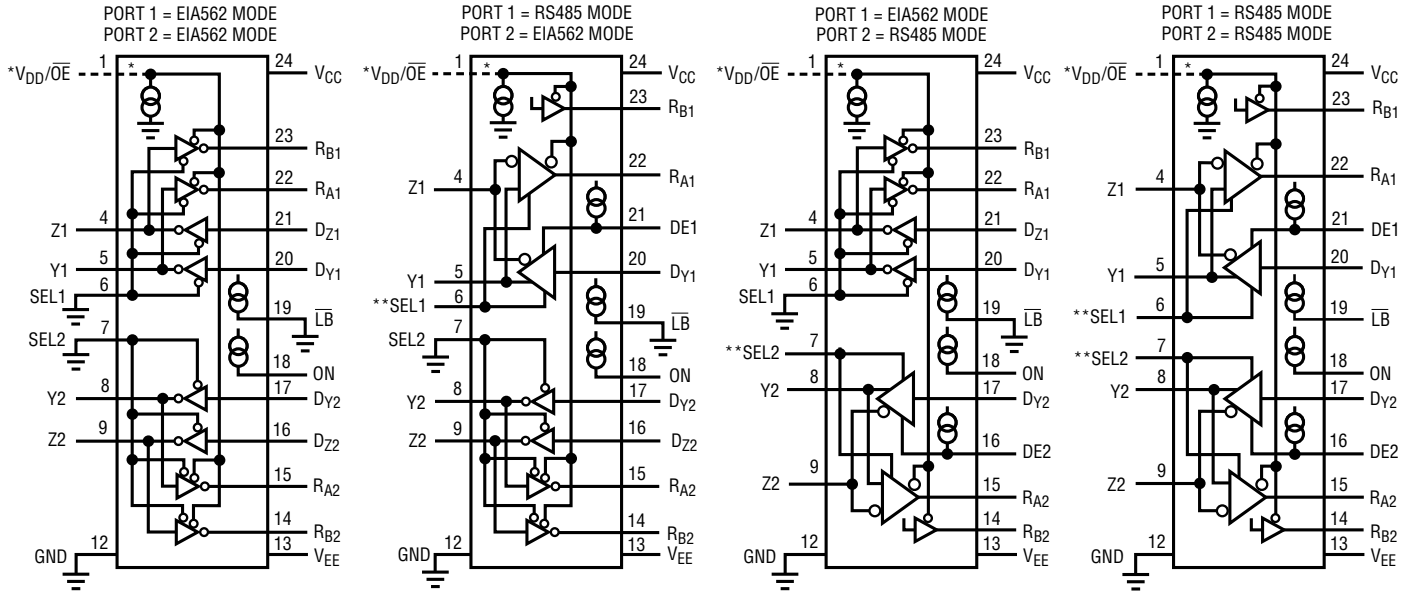 PORT 1 = EIA562 MODE
PORT 2 = EIA562 MODE
*VDD/O̅E̅ 1 * 24 VCC
23 RB1
22 RA1
Z1 4 21 DZ1
Y1 5 20 DY1
SEL1 6
19 L̅B̅
SEL2 7
18 ON
Y2 8 17 DY2
Z2 9 16 DZ2
15 RA2
14 RB2
GND 12 13 VEE
PORT 1 = RS485 MODE
PORT 2 = EIA562 MODE
*VDD/O̅E̅ 1 * 24 VCC
23 RB1
22 RA1
Z1 4
21 DE1
Y1 5 20 DY1
**SEL1 6
19 L̅B̅
SEL2 7
18 ON
Y2 8 17 DY2
Z2 9 16 DZ2
15 RA2
14 RB2
GND 12 13 VEE
PORT 1 = EIA562 MODE
PORT 2 = RS485 MODE
*VDD/O̅E̅ 1 * 24 VCC
23 RB1
22 RA1
Z1 4 21 DZ1
Y1 5 20 DY1
SEL1 6
19 L̅B̅
**SEL2 7
18 ON
Y2 8 17 DY2
16 DE2
Z2 9
15 RA2
14 RB2
GND 12 13 VEE
PORT 1 = RS485 MODE
PORT 2 = RS485 MODE
*VDD/O̅E̅ 1 * 24 VCC
23 RB1
22 RA1
Z1 4
21 DE1
Y1 5 20 DY1
**SEL1 6 19 L̅B̅
**SEL2 7
18 ON
Y2 8 17 DY2
16 DE2
Z2 9
15 RA2
14 RB2
GND 12 13 VEE